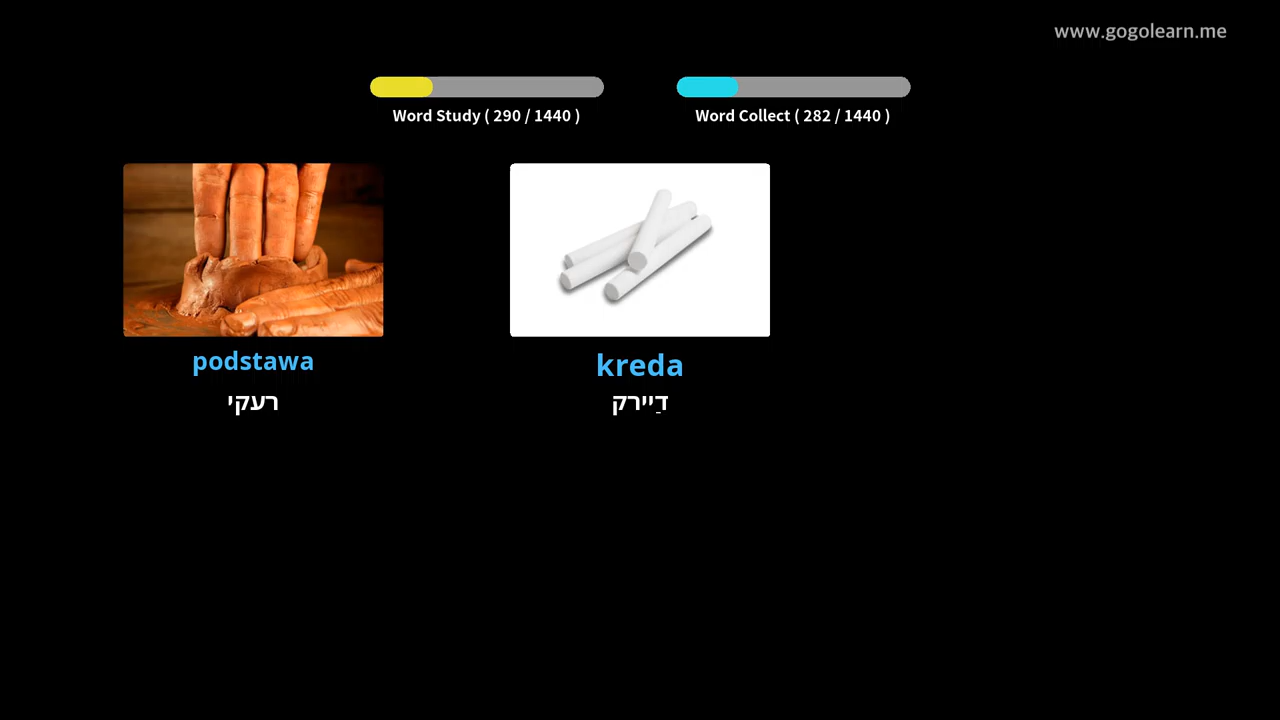 www.gogolearn.me
Word Study ( 290 / 1440 )
Word Collect ( 282 / 1440 )
podstawa
רעקי
kreda
דַיירק